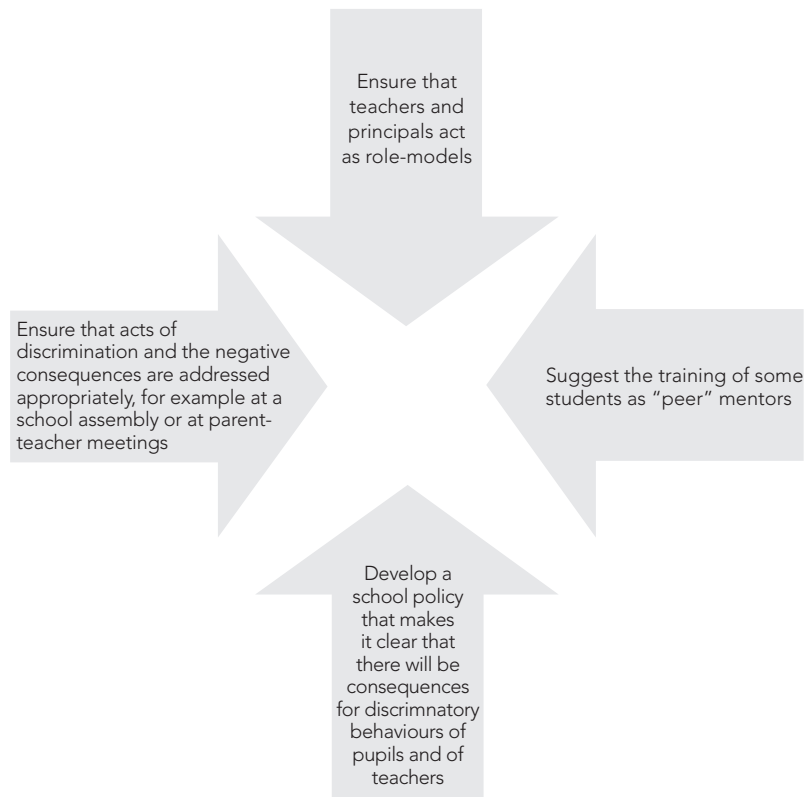 Ensure that
teachers and
principals act
as role-models
Ensure that acts of
discrimination and the negative
consequences are addressed
appropriately, for example at a
school assembly or at parent-
teacher meetings
Suggest the training of some
students as “peer” mentors
Develop a
school policy
that makes
it clear that
there will be
consequences
for discrimnatory
behaviours of
pupils and of
teachers